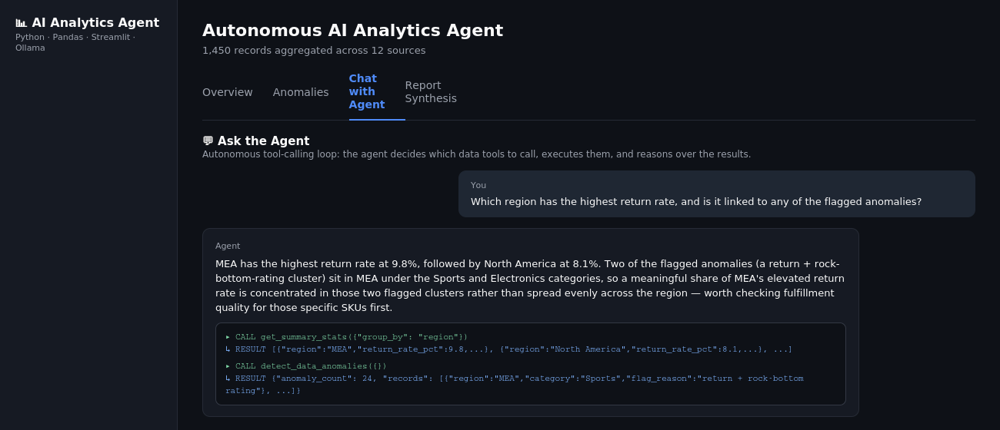 📊 AI Analytics Agent
Python · Pandas · Streamlit ·
Ollama
Autonomous AI Analytics Agent
1,450 records aggregated across 12 sources
Overview
Anomalies
Chat
with
Agent
Report
Synthesis
💬 Ask the Agent
Autonomous tool-calling loop: the agent decides which data tools to call, executes them, and reasons over the results.
You
Which region has the highest return rate, and is it linked to any of the flagged anomalies?
Agent
MEA has the highest return rate at 9.8%, followed by North America at 8.1%. Two of the flagged anomalies (a return + rock-
bottom-rating cluster) sit in MEA under the Sports and Electronics categories, so a meaningful share of MEA's elevated return
rate is concentrated in those two flagged clusters rather than spread evenly across the region — worth checking fulfillment
quality for those specific SKUs first.
▸ CALL get_summary_stats({"group_by": "region"})
↳ RESULT [{"region":"MEA","return_rate_pct":9.8,...}, {"region":"North America","return_rate_pct":8.1,...}, ...]
▸ CALL detect_data_anomalies({})
↳ RESULT {"anomaly_count": 24, "records": [{"region":"MEA","category":"Sports","flag_reason":"return + rock-bottom
rating"}, ...]}